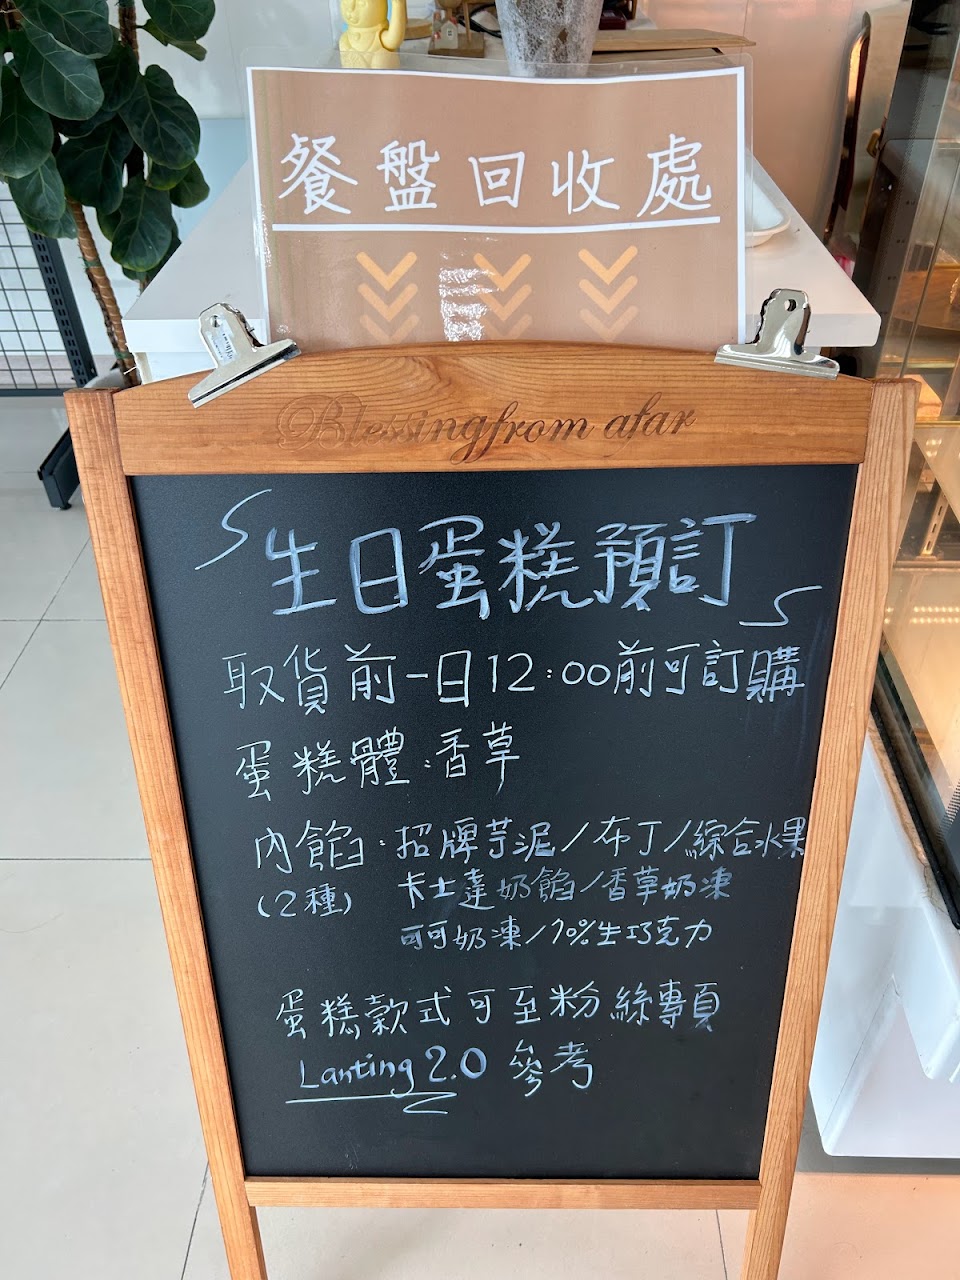 餐盤回收處
Blessing from afar
生日蛋糕預訂
取貨前一日12:00前可訂購
蛋糕體:香草
內餡:招牌芋泥/布丁/綜合水果
(2種) 卡士達奶餡/香草奶凍
可可奶凍/70%生巧克力
蛋糕款式可至粉絲專頁
Lanting 2.0 參考